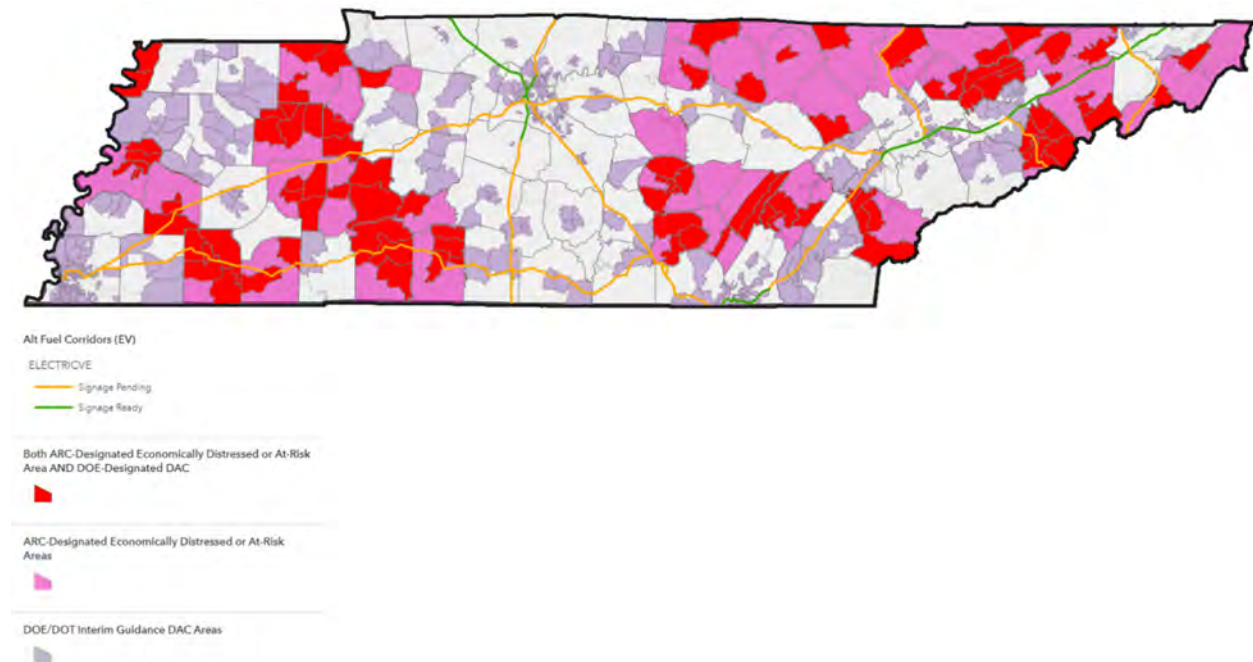 Alt Fuel Corridors (EV)
ELECTRICVE
Signage Pending
Signage Ready
Both ARC-Designated Economically Distressed or At-Risk
Area AND DOE-Designated DAC
ARC-Designated Economically Distressed or At-Risk
Areas
DOE/DOT Interim Guidance DAC Areas